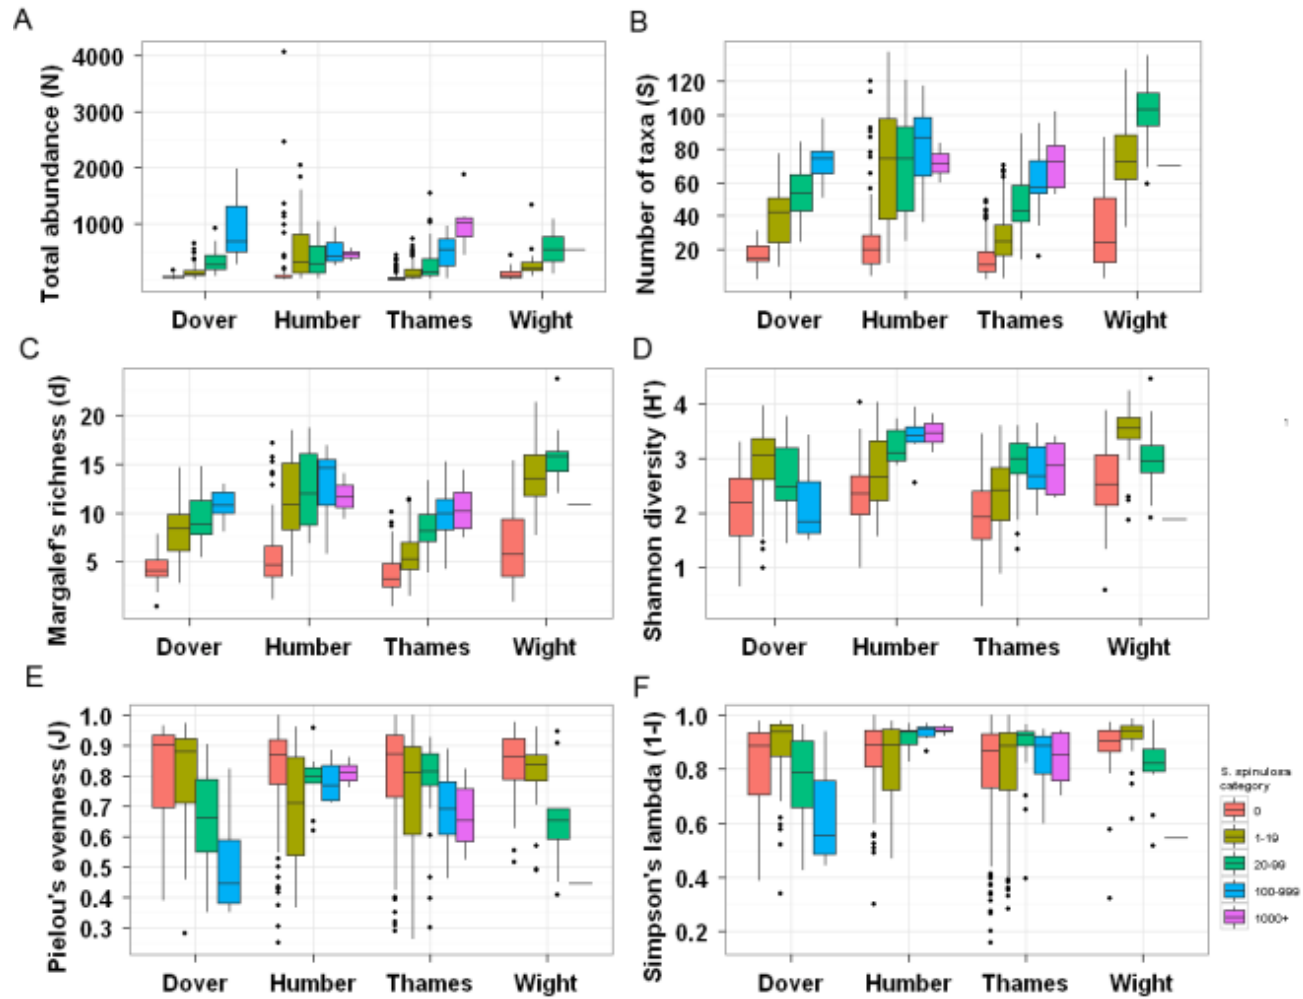 A
B
Total abundance (N)
4000
3000
2000
1000
Dover Humber Thames Wight
Number of taxa (S)
120
100
80
60
40
20
Dover Humber Thames Wight
C
D
Margalef's richness (d)
20
15
10
5
Dover Humber Thames Wight
Shannon diversity (H')
4
3
2
1
Dover Humber Thames Wight
E
F
Pielou's evenness (J)
1.0
0.9
0.8
0.7
0.6
0.5
0.4
0.3
Dover Humber Thames Wight
Simpson's lambda (1-l)
1.0
0.8
0.6
0.4
0.2
Dover Humber Thames Wight
S. spinulosa
category
0
1-19
20-99
100-999
1000+